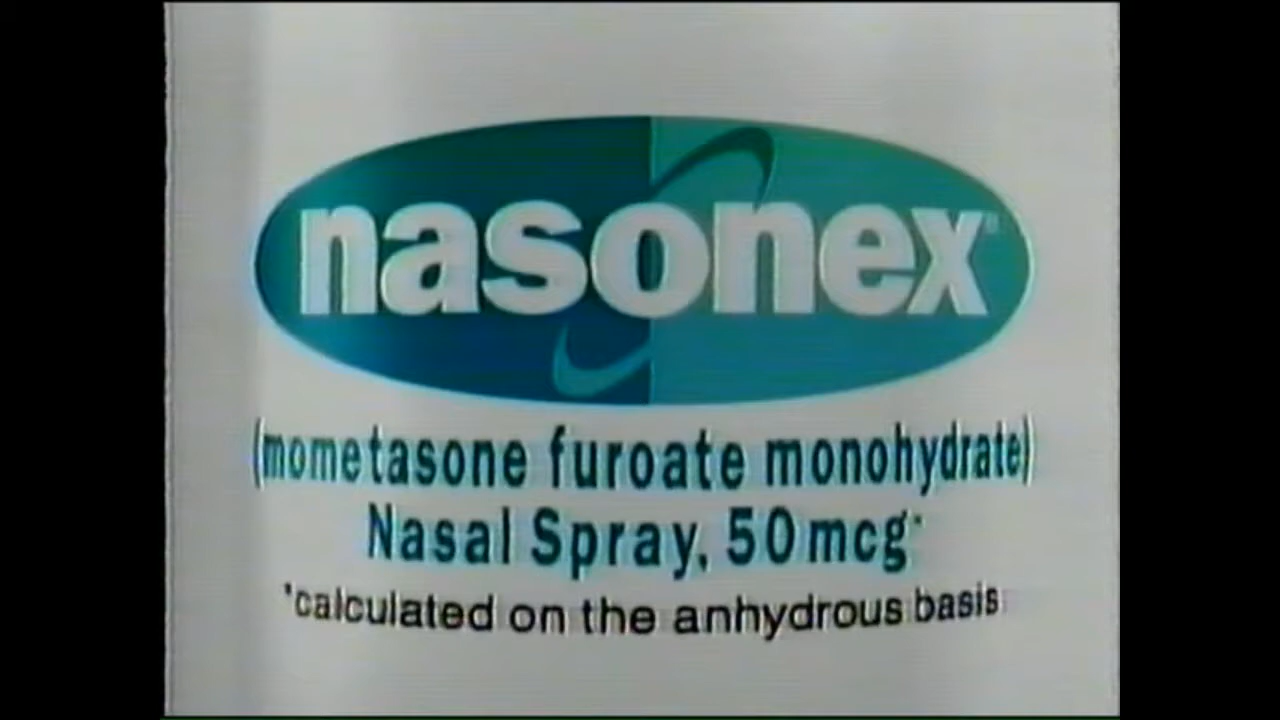 nasonex®
(mometasone furoate monohydrate)
Nasal Spray, 50 mcg*
*calculated on the anhydrous basis